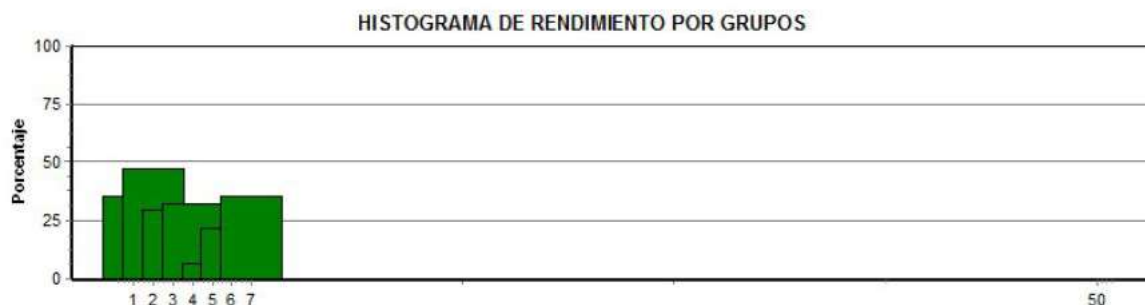 HISTOGRAMA DE RENDIMIENTO POR GRUPOS
Porcentaje
100
75
50
25
0
1 2 3 4 5 6 7 50